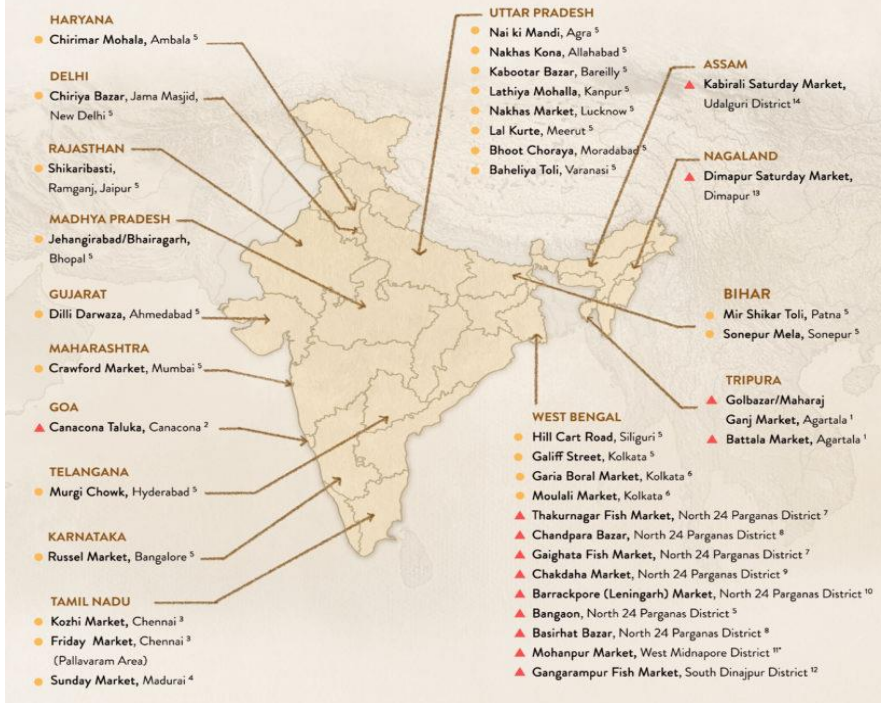 HARYANA
Chirimar Mohala, Ambala ⁵
DELHI
Chiriya Bazar, Jama Masjid,
New Delhi ⁵
RAJASTHAN
Shikaribasti,
Ramganj, Jaipur ⁵
MADHYA PRADESH
Jehangirabad/Bhairagarh,
Bhopal ⁵
GUJARAT
Dilli Darwaza, Ahmedabad ⁵
MAHARASHTRA
Crawford Market, Mumbai ⁵
GOA
Canacona Taluka, Canacona ²
TELANGANA
Murgi Chowk, Hyderabad ⁵
KARNATAKA
Russel Market, Bangalore ⁵
TAMIL NADU
Kozhi Market, Chennai ³
Friday Market, Chennai ³
(Pallavaram Area)
Sunday Market, Madurai ⁴
UTTAR PRADESH
Nai ki Mandi, Agra ⁵
Nakhas Kona, Allahabad ⁵
Kabootar Bazar, Bareilly ⁵
Lathiya Mohalla, Kanpur ⁵
Nakhas Market, Lucknow ⁵
Lal Kurte, Meerut ⁵
Bhoot Choraya, Moradabad ⁵
Baheliya Toli, Varanasi ⁵
ASSAM
Kabirali Saturday Market,
Udalguri District ¹⁴
NAGALAND
Dimapur Saturday Market,
Dimapur ¹³
BIHAR
Mir Shikar Toli, Patna ⁵
Sonepur Mela, Sonepur ⁵
TRIPURA
Golbazar/Maharaj
Ganj Market, Agartala ¹
Battala Market, Agartala ¹
WEST BENGAL
Hill Cart Road, Siliguri ⁵
Galiff Street, Kolkata ⁵
Garia Boral Market, Kolkata ⁶
Moulali Market, Kolkata ⁶
Thakurnagar Fish Market, North 24 Parganas District ⁷
Chandpara Bazar, North 24 Parganas District ⁸
Gaighata Fish Market, North 24 Parganas District ⁷
Chakdaha Market, North 24 Parganas District ⁹
Barrackpore (Leningarh) Market, North 24 Parganas District ¹⁰
Bangaon, North 24 Parganas District ⁵
Basirhat Bazar, North 24 Parganas District ⁸
Mohanpur Market, West Midnapore District ¹¹*
Gangarampur Fish Market, South Dinajpur District ¹²